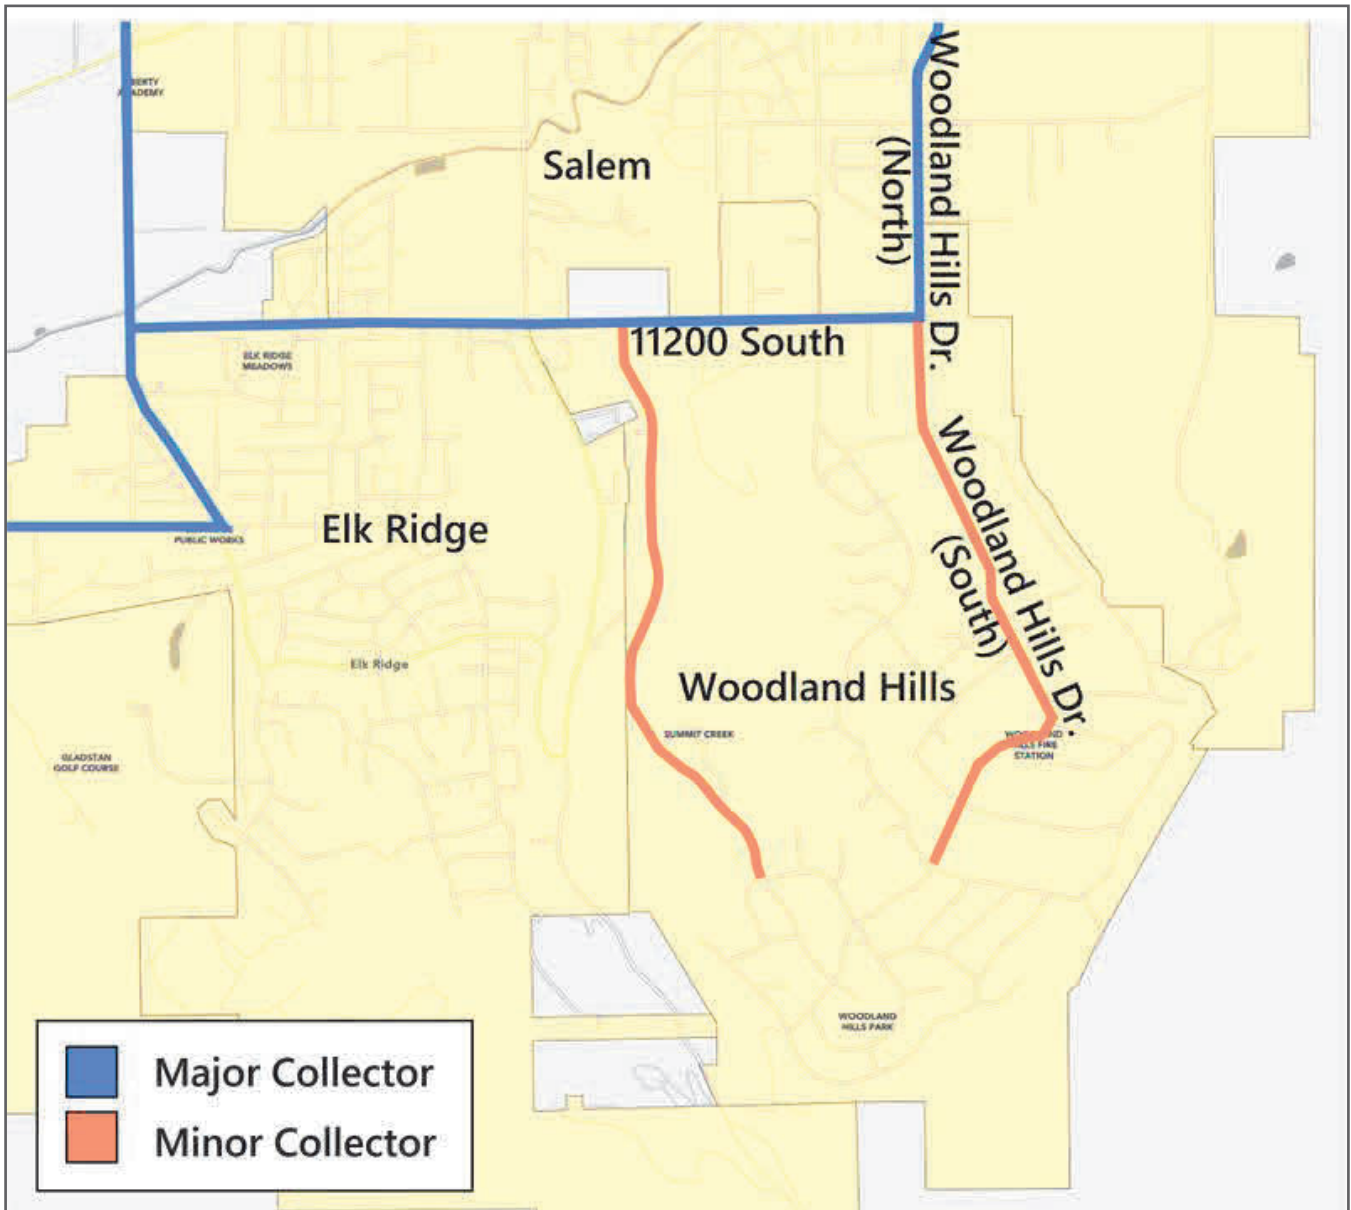 Woodland Hills Dr.
(North)
Salem
11200 South
ELK RIDGE
MEADOWS
Woodland Hills Dr.
(South)
Elk Ridge
PUBLIC WORKS
Elk Ridge
Woodland Hills
SUMMIT CREEK
STATION
GLADSTAN
GOLF COURSE
WOODLAND
HILLS PARK
Major Collector
Minor Collector